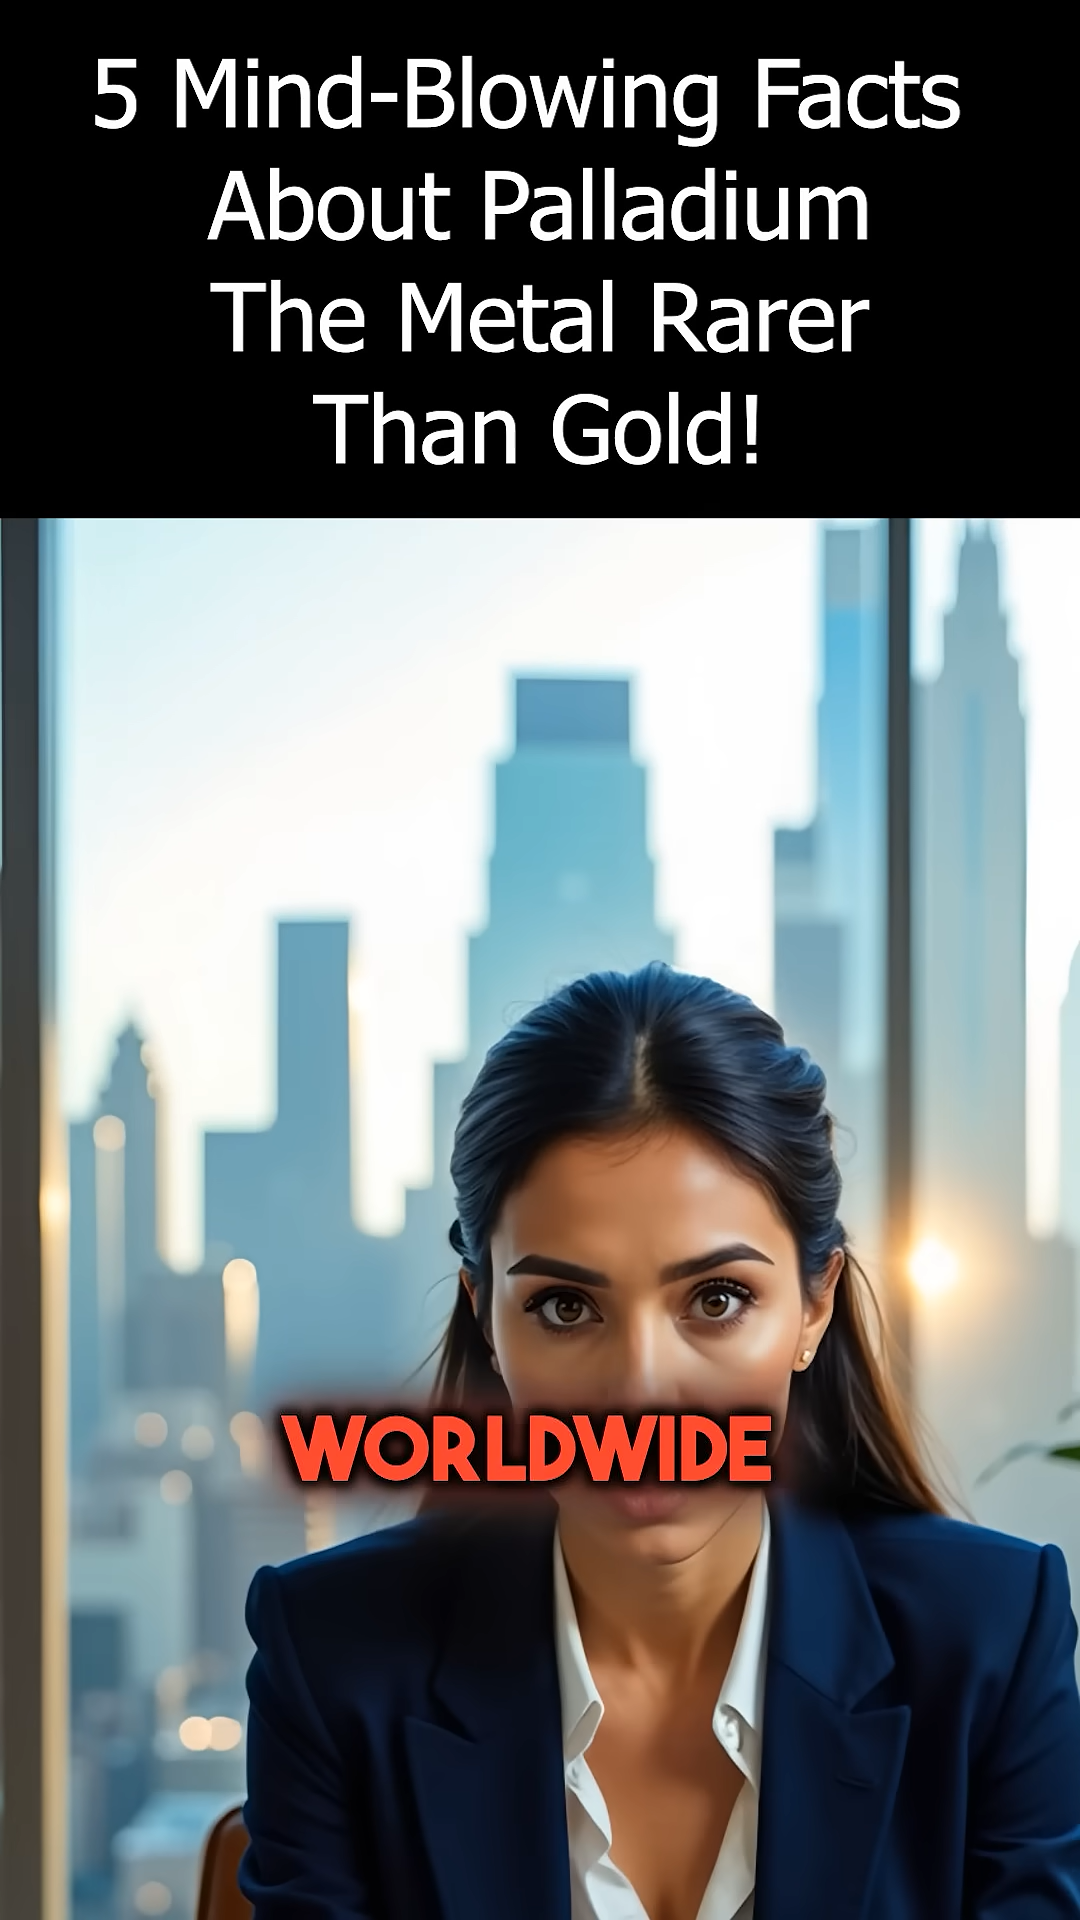 5 Mind-Blowing Facts
About Palladium
The Metal Rarer
Than Gold!
WORLDWIDE